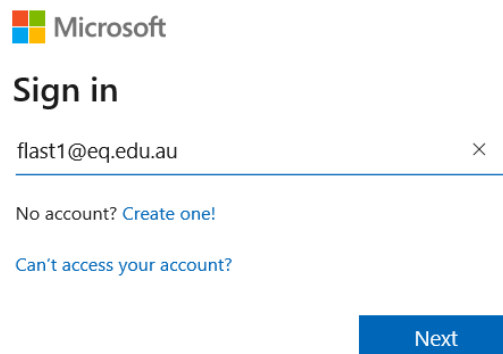 Microsoft
Sign in
flast1@eq.edu.au
No account? Create one!
Can't access your account?
Next